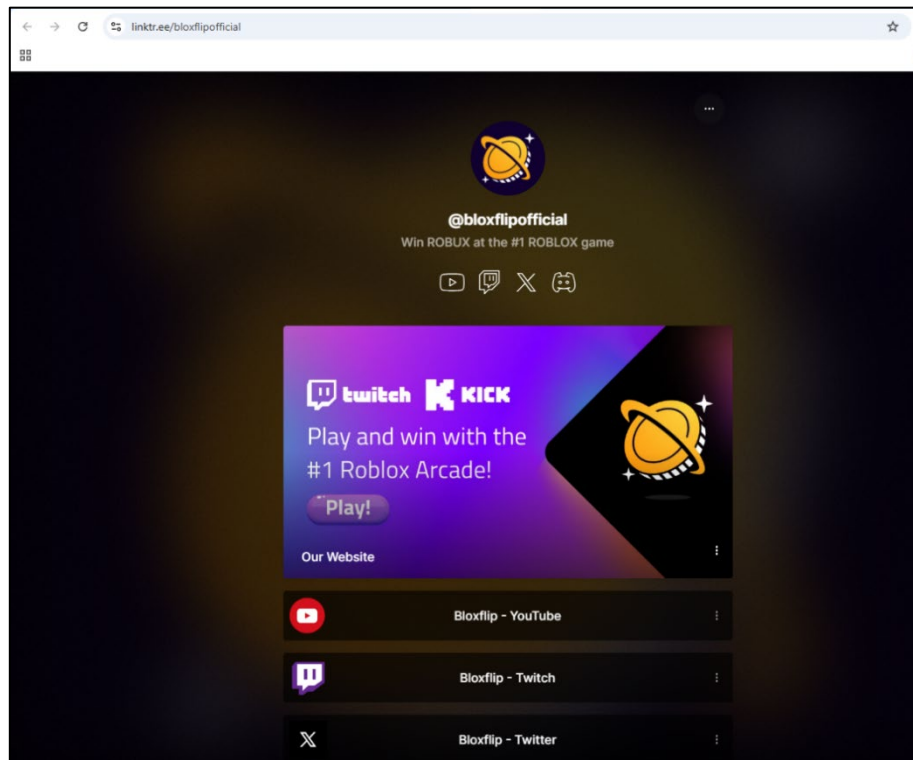 linktr.ee/bloxflipofficial
@bloxflipofficial
Win ROBUX at the #1 ROBLOX game
twitch KICK
Play and win with the
#1 Roblox Arcade!
Play!
Our Website
Bloxflip - YouTube
Bloxflip - Twitch
Bloxflip - Twitter